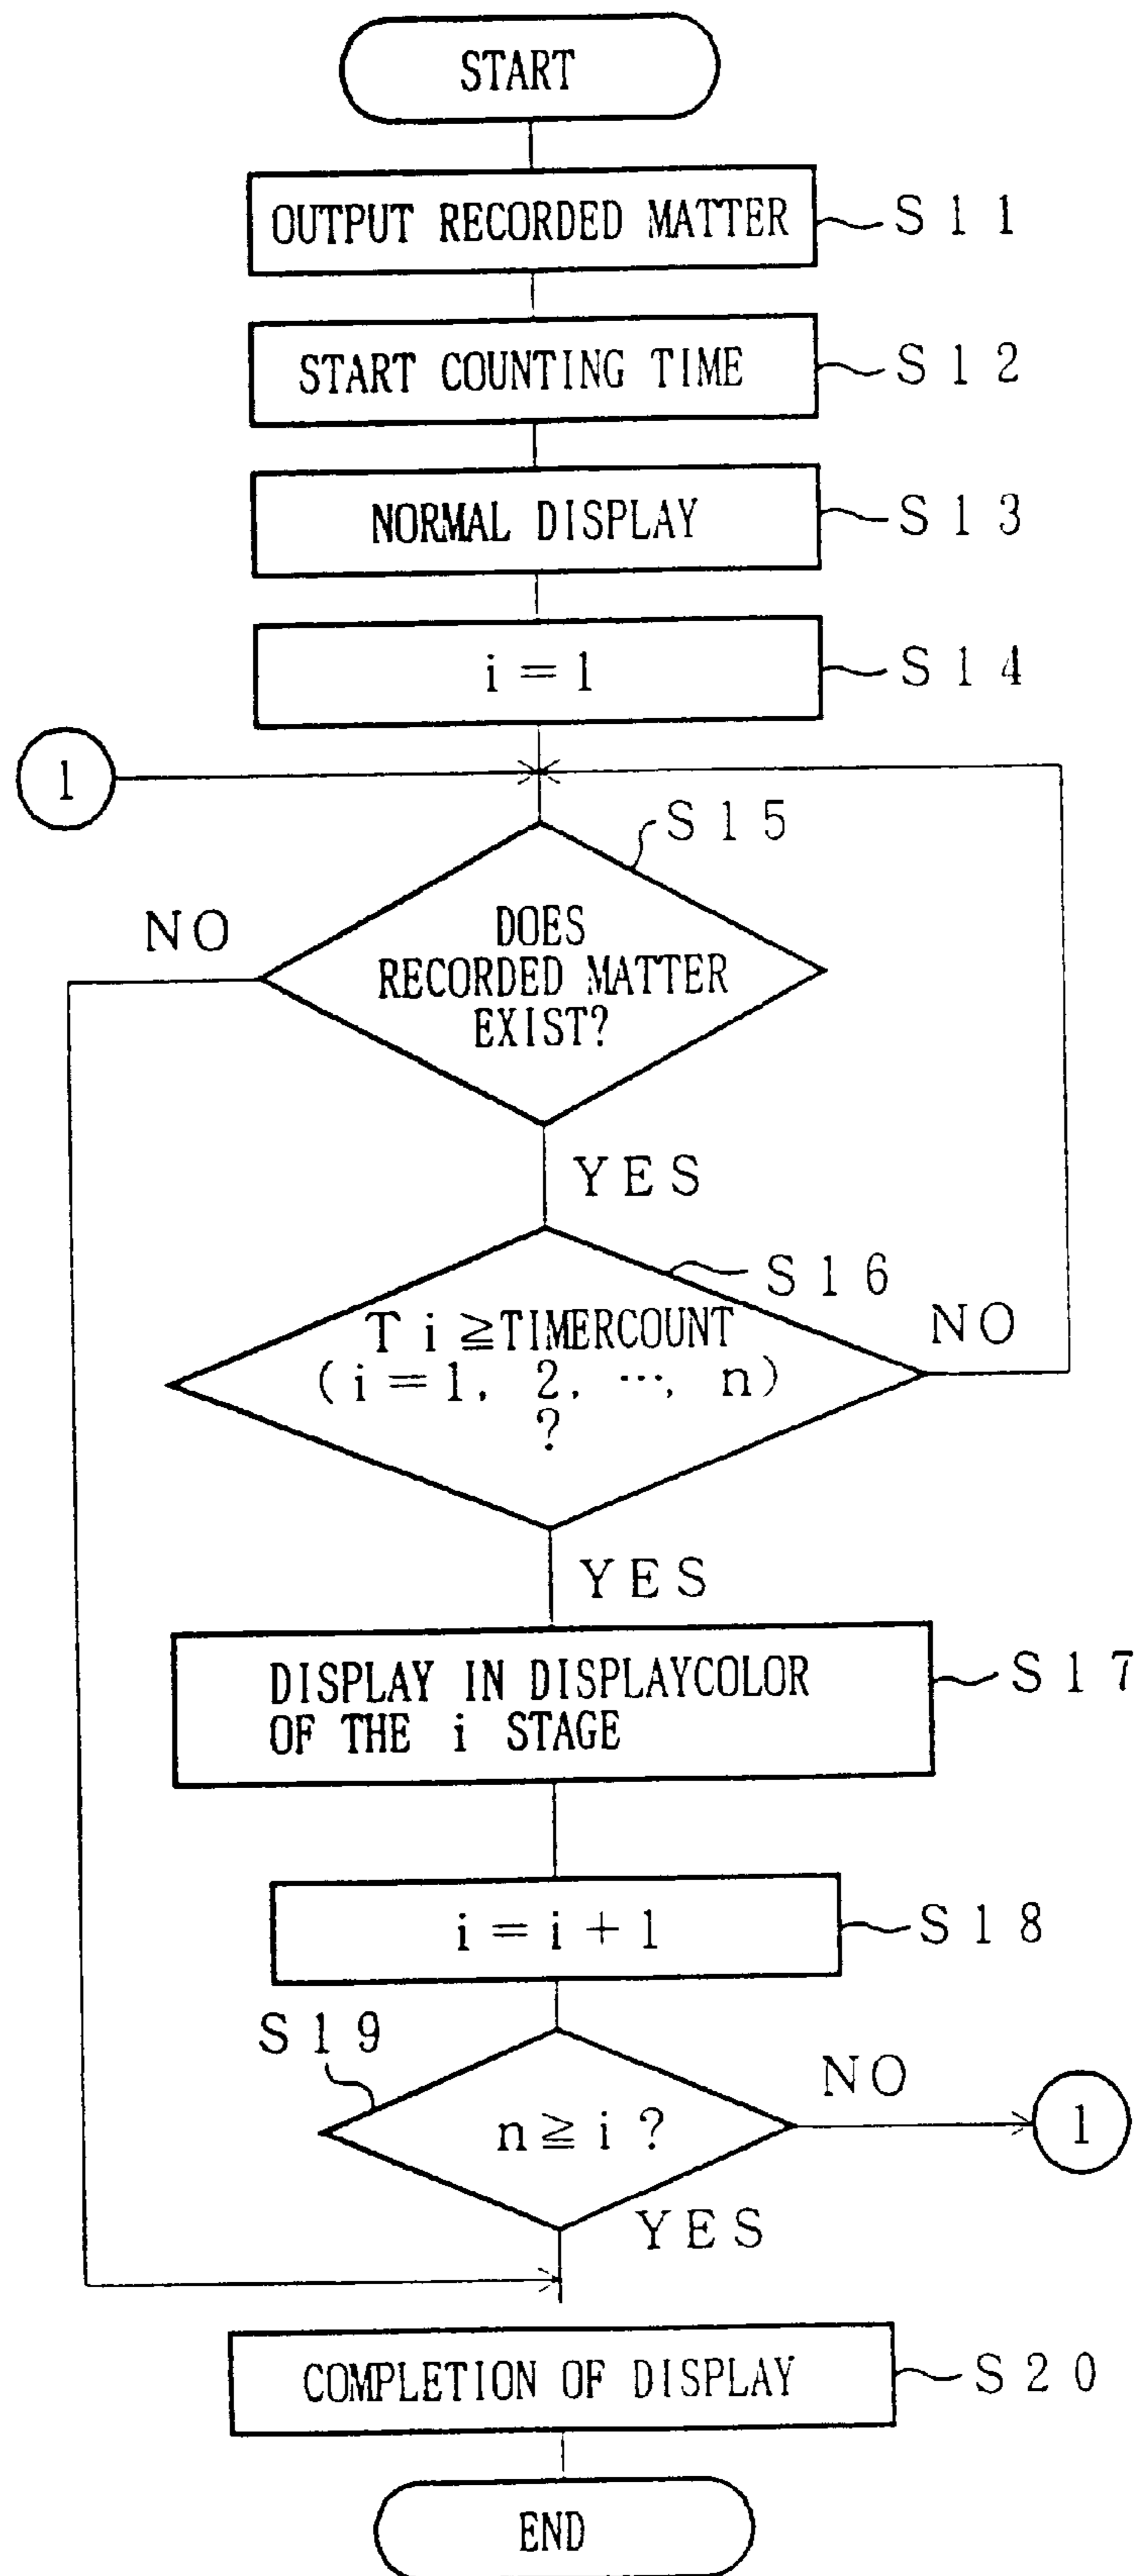 START
OUTPUT RECORDED MATTER
S11
START COUNTING TIME
S12
NORMAL DISPLAY
S13
i = 1
S14
1
S15
NO
DOES
RECORDED MATTER
EXIST?
YES
S16
T i ≧TIMERCOUNT
(i=1, 2, …, n)
?
NO
YES
DISPLAY IN DISPLAYCOLOR
OF THE i STAGE
S17
i = i + 1
S18
S19
n ≧ i ?
NO
1
YES
COMPLETION OF DISPLAY
S20
END